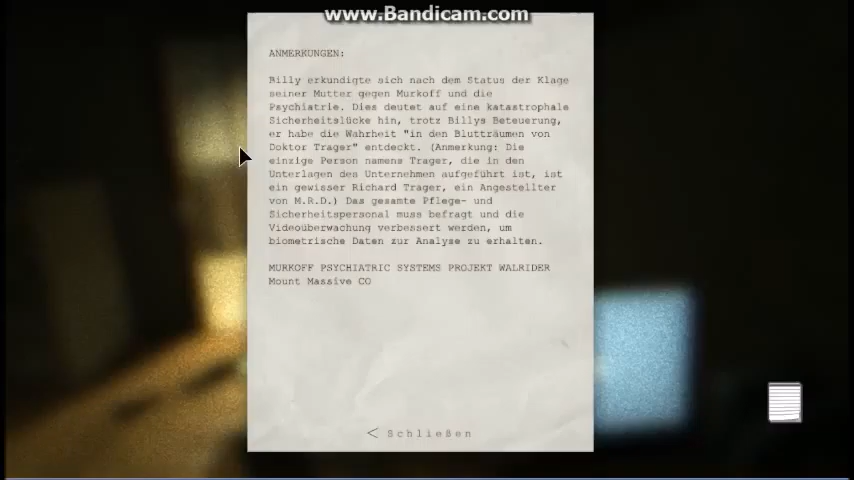 www.Bandicam.com
ANMERKUNGEN:
Billy erkundigte sich nach dem Status der Klage
seiner Mutter gegen Murkoff und die
Psychiatrie. Dies deutet auf eine katastrophale
Sicherheitslücke hin, trotz Billys Beteuerung,
er habe die Wahrheit "in den Blutträumen von
Doktor Trager" entdeckt. (Anmerkung: Die
einzige Person namens Trager, die in den
Unterlagen des Unternehmen aufgeführt ist, ist
ein gewisser Richard Trager, ein Angestellter
von M.R.D.) Das gesamte Pflege- und
Sicherheitspersonal muss befragt und die
Videoüberwachung verbessert werden, um
biometrische Daten zur Analyse zu erhalten.
MURKOFF PSYCHIATRIC SYSTEMS PROJEKT WALRIDER
Mount Massive CO
< Schließen